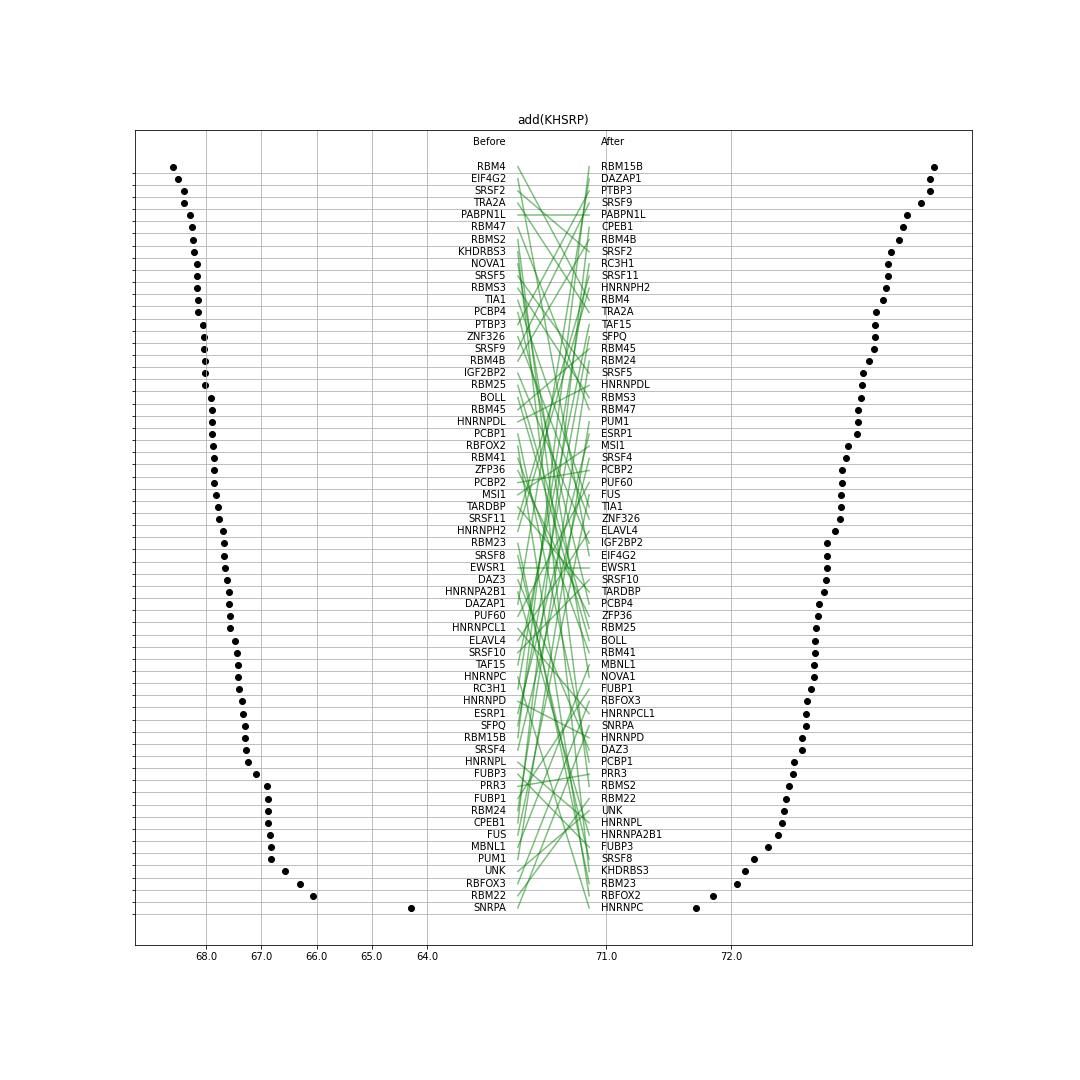 add(KHSRP)
Before After
RBM4 RBM15B
EIF4G2 DAZAP1
SRSF2 PTBP3
TRA2A SRSF9
PABPN1L PABPN1L
RBM47 CPEB1
RBMS2 RBM4B
KHDRBS3 SRSF2
NOVA1 RC3H1
SRSF5 SRSF11
RBMS3 HNRNPH2
TIA1 RBM4
PCBP4 TRA2A
PTBP3 TAF15
ZNF326 SFPQ
SRSF9 RBM45
RBM4B RBM24
IGF2BP2 SRSF5
RBM25 HNRNPDL
BOLL RBMS3
RBM45 RBM47
HNRNPDL PUM1
PCBP1 ESRP1
RBFOX2 MSI1
RBM41 SRSF4
ZFP36 PCBP2
PCBP2 PUF60
MSI1 FUS
TARDBP TIA1
SRSF11 ZNF326
HNRNPH2 ELAVL4
RBM23 IGF2BP2
SRSF8 EIF4G2
EWSR1 EWSR1
DAZ3 SRSF10
HNRNPA2B1 TARDBP
DAZAP1 PCBP4
PUF60 ZFP36
HNRNPCL1 RBM25
ELAVL4 BOLL
SRSF10 RBM41
TAF15 MBNL1
HNRNPC NOVA1
RC3H1 FUBP1
HNRNPD RBFOX3
ESRP1 HNRNPCL1
SFPQ SNRPA
RBM15B HNRNPD
SRSF4 DAZ3
HNRNPL PCBP1
FUBP3 PRR3
PRR3 RBMS2
FUBP1 RBM22
RBM24 UNK
CPEB1 HNRNPL
FUS HNRNPA2B1
MBNL1 FUBP3
PUM1 SRSF8
UNK KHDRBS3
RBFOX3 RBM23
RBM22 RBFOX2
SNRPA HNRNPC
68.0 67.0 66.0 65.0 64.0 71.0 72.0